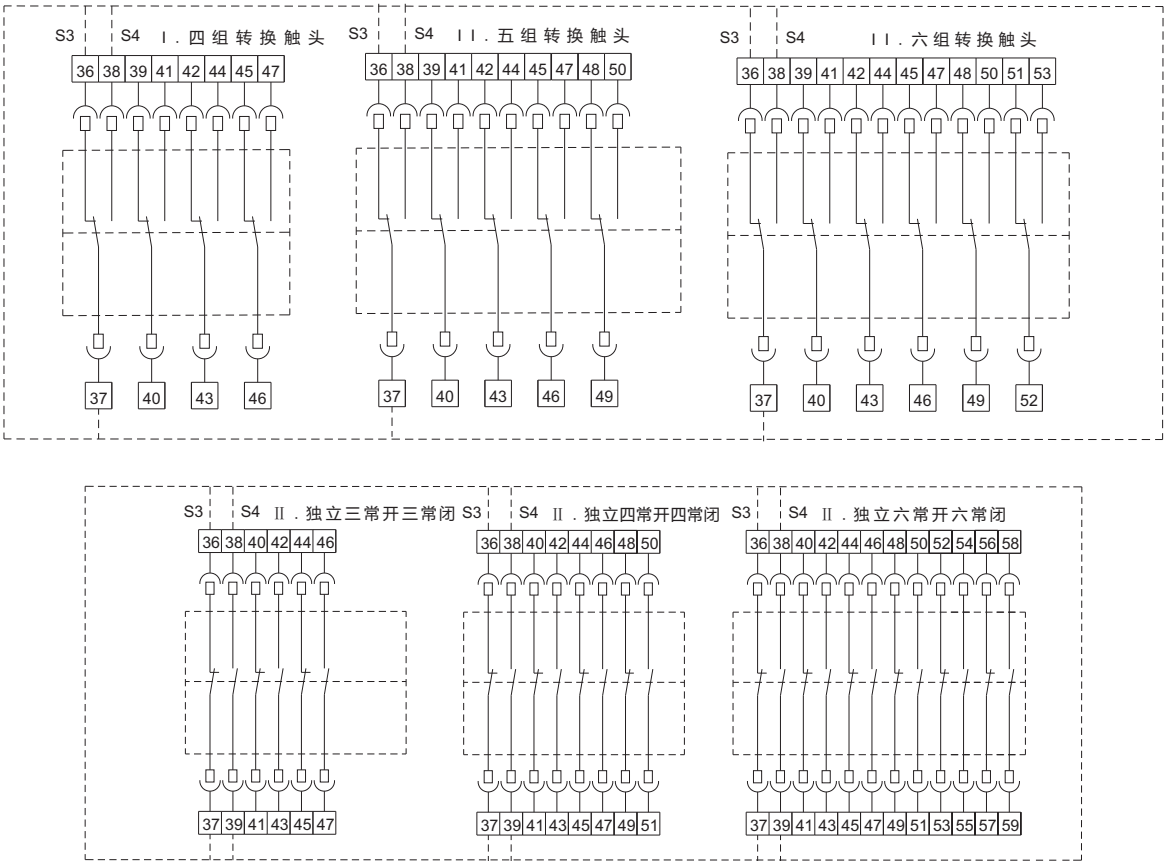 S3 S4 I.四组转换触头
36 38 39 41 42 44 45 47
37 40 43 46
S3 S4 II.五组转换触头
36 38 39 41 42 44 45 47 48 50
37 40 43 46 49
S3 S4 II.六组转换触头
36 38 39 41 42 44 45 47 48 50 51 53
37 40 43 46 49 52
S3 S4 Ⅱ.独立三常开三常闭
36 38 40 42 44 46
37 39 41 43 45 47
S3 S4 Ⅱ.独立四常开四常闭
36 38 40 42 44 46 48 50
37 39 41 43 45 47 49 51
S3 S4 Ⅱ.独立六常开六常闭
36 38 40 42 44 46 48 50 52 54 56 58
37 39 41 43 45 47 49 51 53 55 57 59